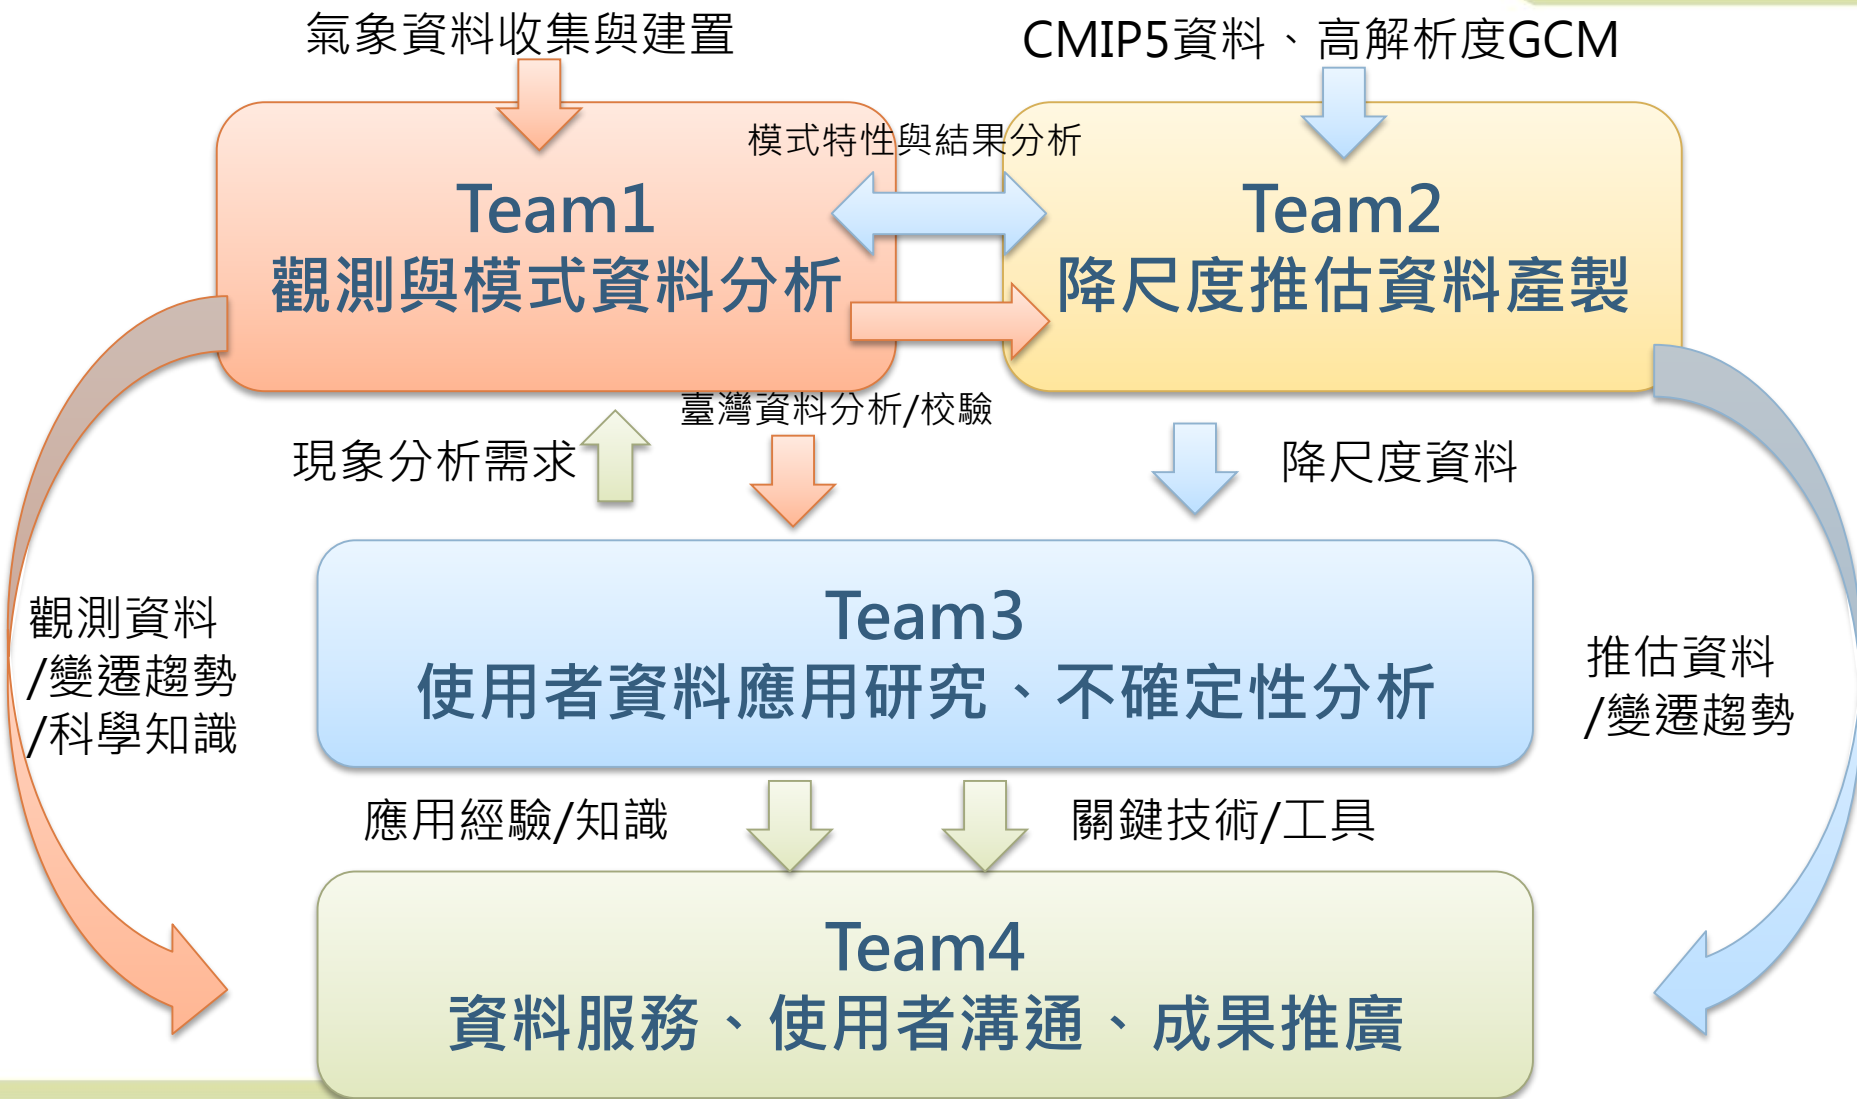 氣象資料收集與建置
CMIP5資料、高解析度GCM
模式特性與結果分析
Team1
觀測與模式資料分析
Team2
降尺度推估資料產製
臺灣資料分析/校驗
現象分析需求
降尺度資料
Team3
使用者資料應用研究、不確定性分析
觀測資料
/變遷趨勢
/科學知識
推估資料
/變遷趨勢
應用經驗/知識
關鍵技術/工具
Team4
資料服務、使用者溝通、成果推廣